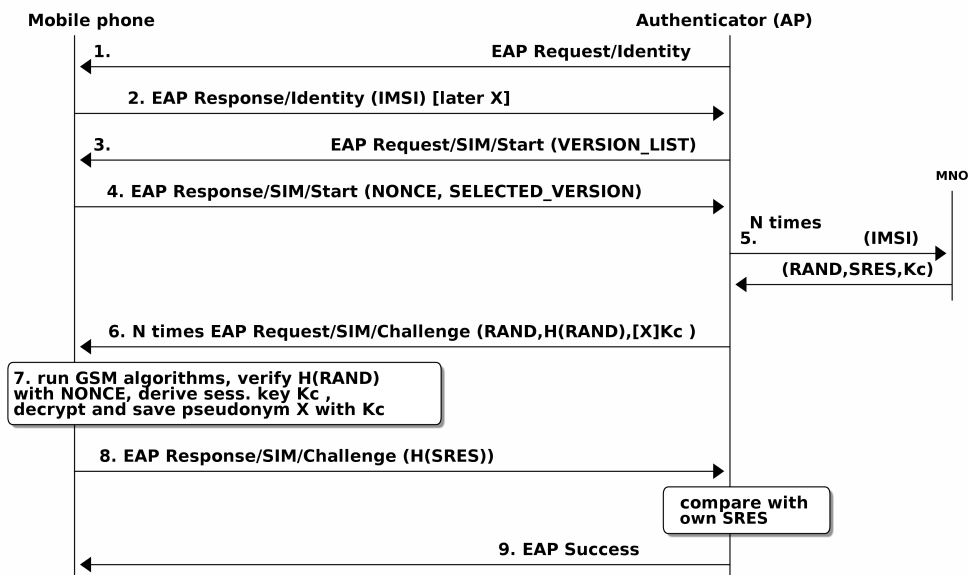 Mobile phone Authenticator (AP)
1. EAP Request/Identity
2. EAP Response/Identity (IMSI) [later X]
3. EAP Request/SIM/Start (VERSION_LIST)
MNO
4. EAP Response/SIM/Start (NONCE, SELECTED_VERSION)
N times
5. (IMSI)
(RAND,SRES,Kc)
6. N times EAP Request/SIM/Challenge (RAND,H(RAND),[X]Kc )
7. run GSM algorithms, verify H(RAND)
with NONCE, derive sess. key Kc ,
decrypt and save pseudonym X with Kc
8. EAP Response/SIM/Challenge (H(SRES))
compare with
own SRES
9. EAP Success